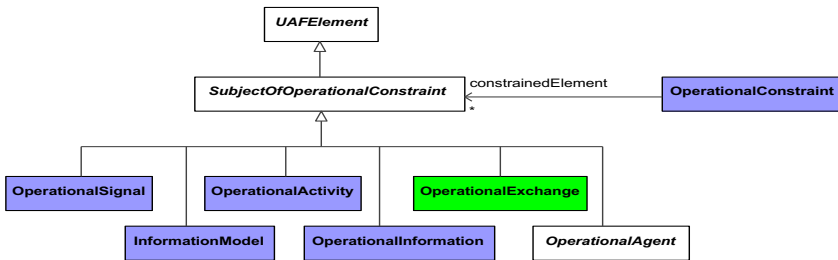 UAFElement
SubjectOfOperationalConstraint
constrainedElement
*
OperationalConstraint
OperationalSignal
OperationalActivity
OperationalExchange
InformationModel
OperationalInformation
OperationalAgent